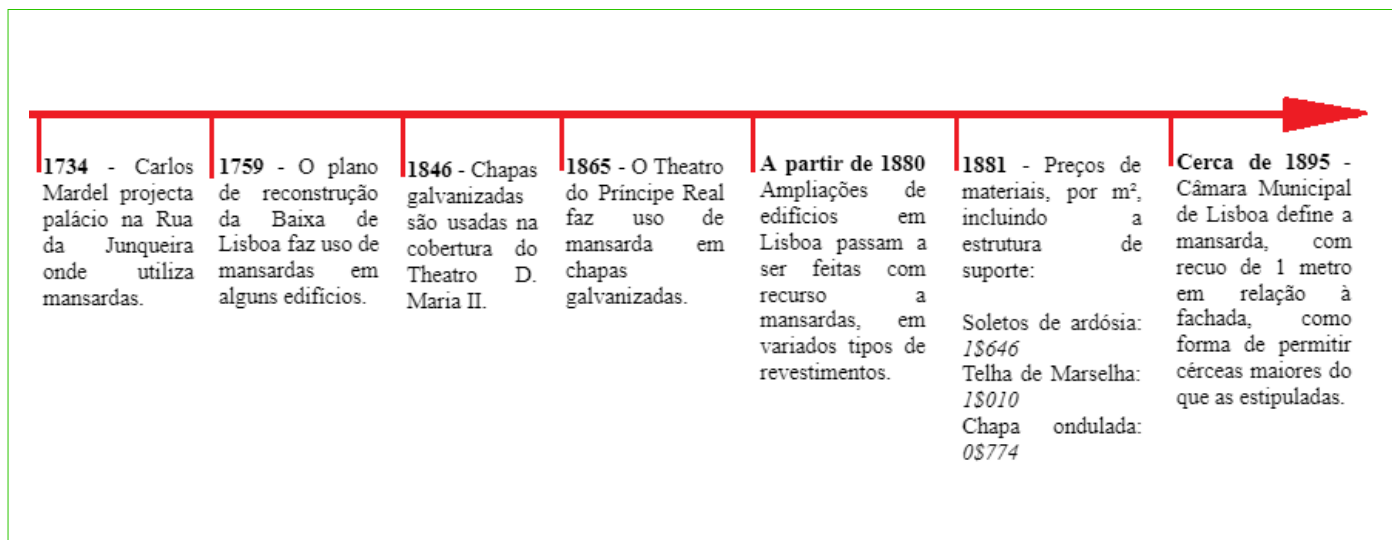 1734 - Carlos
Mardel projecta
palácio na Rua
da Junqueira
onde utiliza
mansardas.
1759 - O plano
de reconstrução
da Baixa de
Lisboa faz uso de
mansardas em
alguns edifícios.
1846 - Chapas
galvanizadas
são usadas na
cobertura do
Theatro D.
Maria II.
1865 - O Theatro
do Príncipe Real
faz uso de
mansarda em
chapas
galvanizadas.
A partir de 1880
Ampliações de
edifícios em
Lisboa passam a
ser feitas com
recurso a
mansardas, em
variados tipos de
revestimentos.
1881 - Preços de
materiais, por m²,
incluindo a
estrutura de
suporte:
Soletos de ardósia:
1$646
Telha de Marselha:
1$010
Chapa ondulada:
0$774
Cerca de 1895 -
Câmara Municipal
de Lisboa define a
mansarda, com
recuo de 1 metro
em relação à
fachada, como
forma de permitir
cérceas maiores do
que as estipuladas.